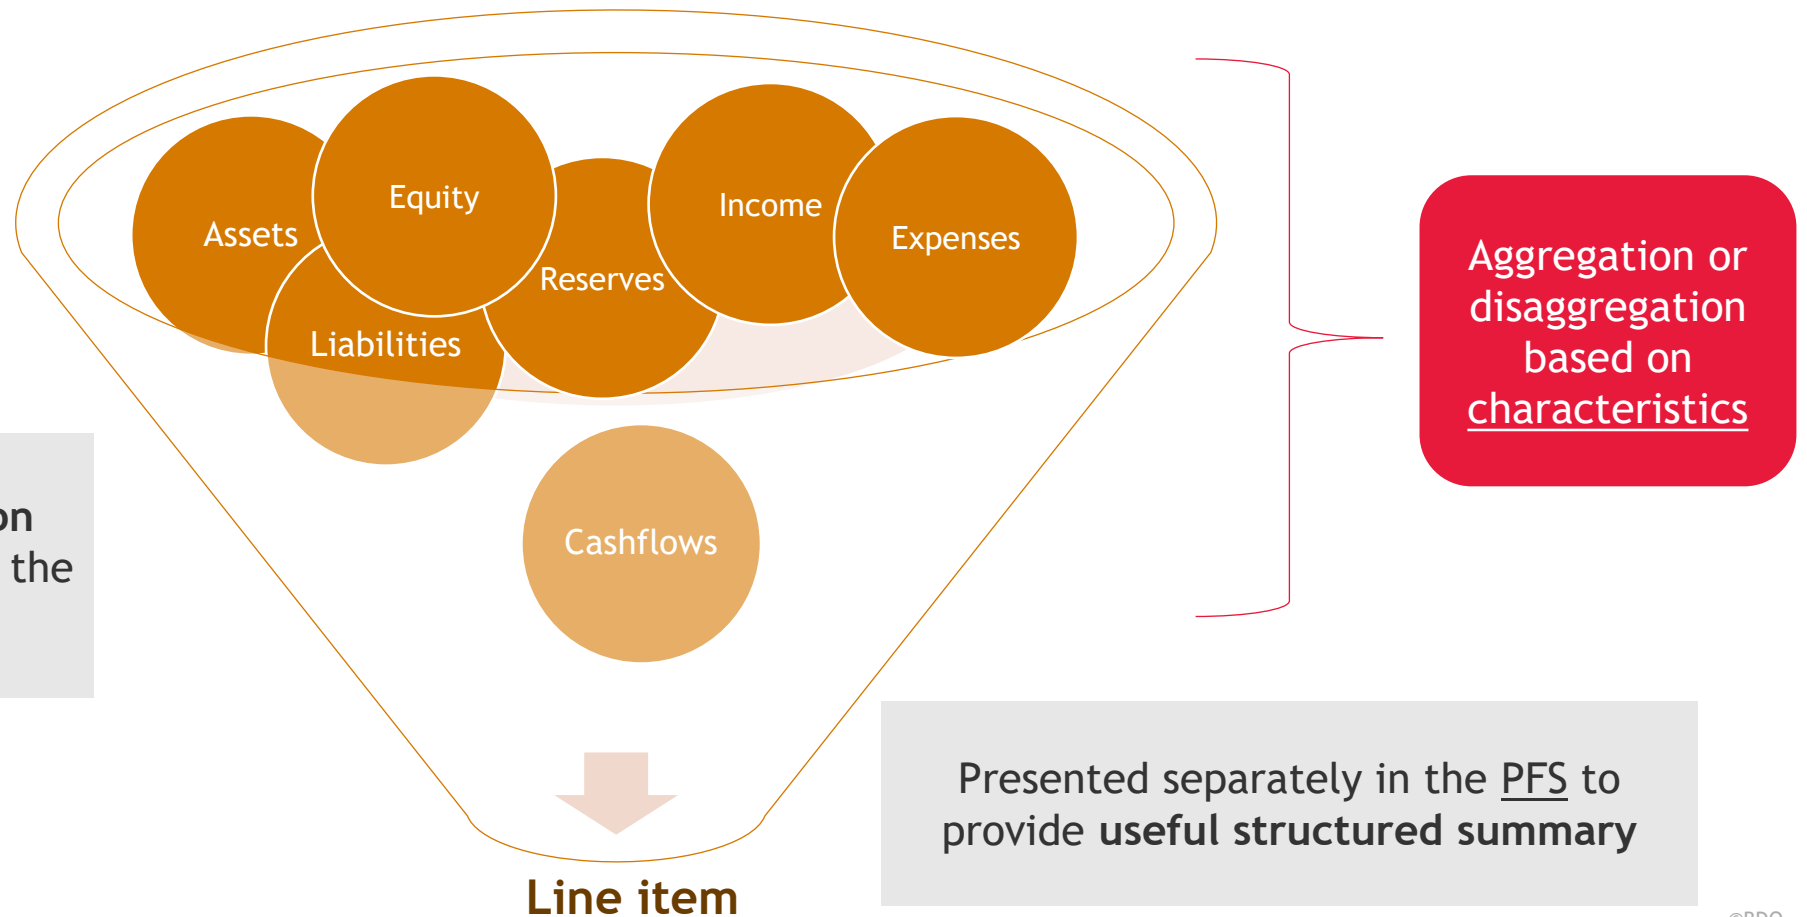 Equity
Income
Assets
Expenses
Reserves
Liabilities
Cashflows
Aggregation or
disaggregation
based on
characteristics
the
Presented separately in the PFS to
provide useful structured summary
Line item